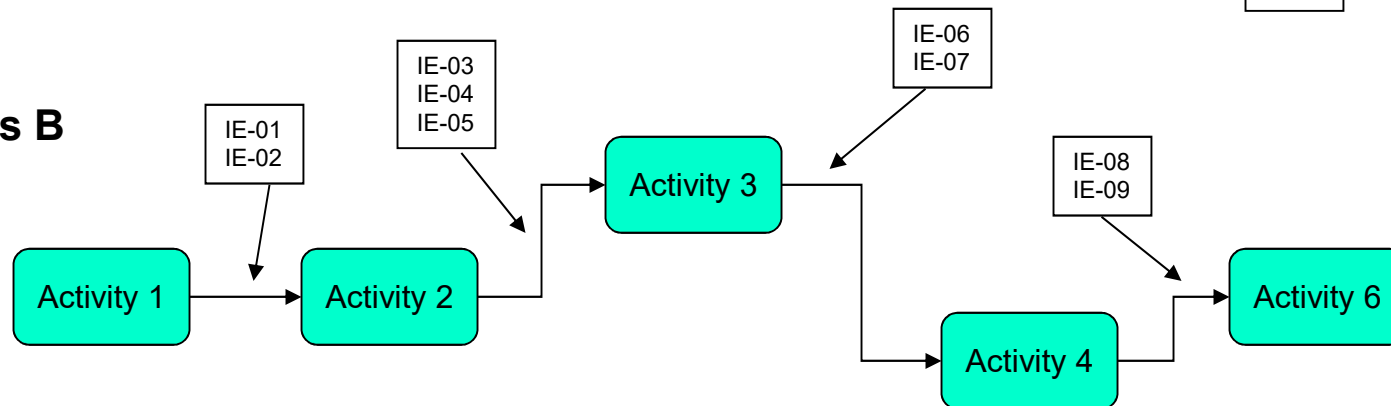 IE-06
IE-07
IE-03
IE-04
IE-05
s B
IE-01
IE-02
IE-08
IE-09
Activity 3
Activity 1
Activity 2
Activity 6
Activity 4